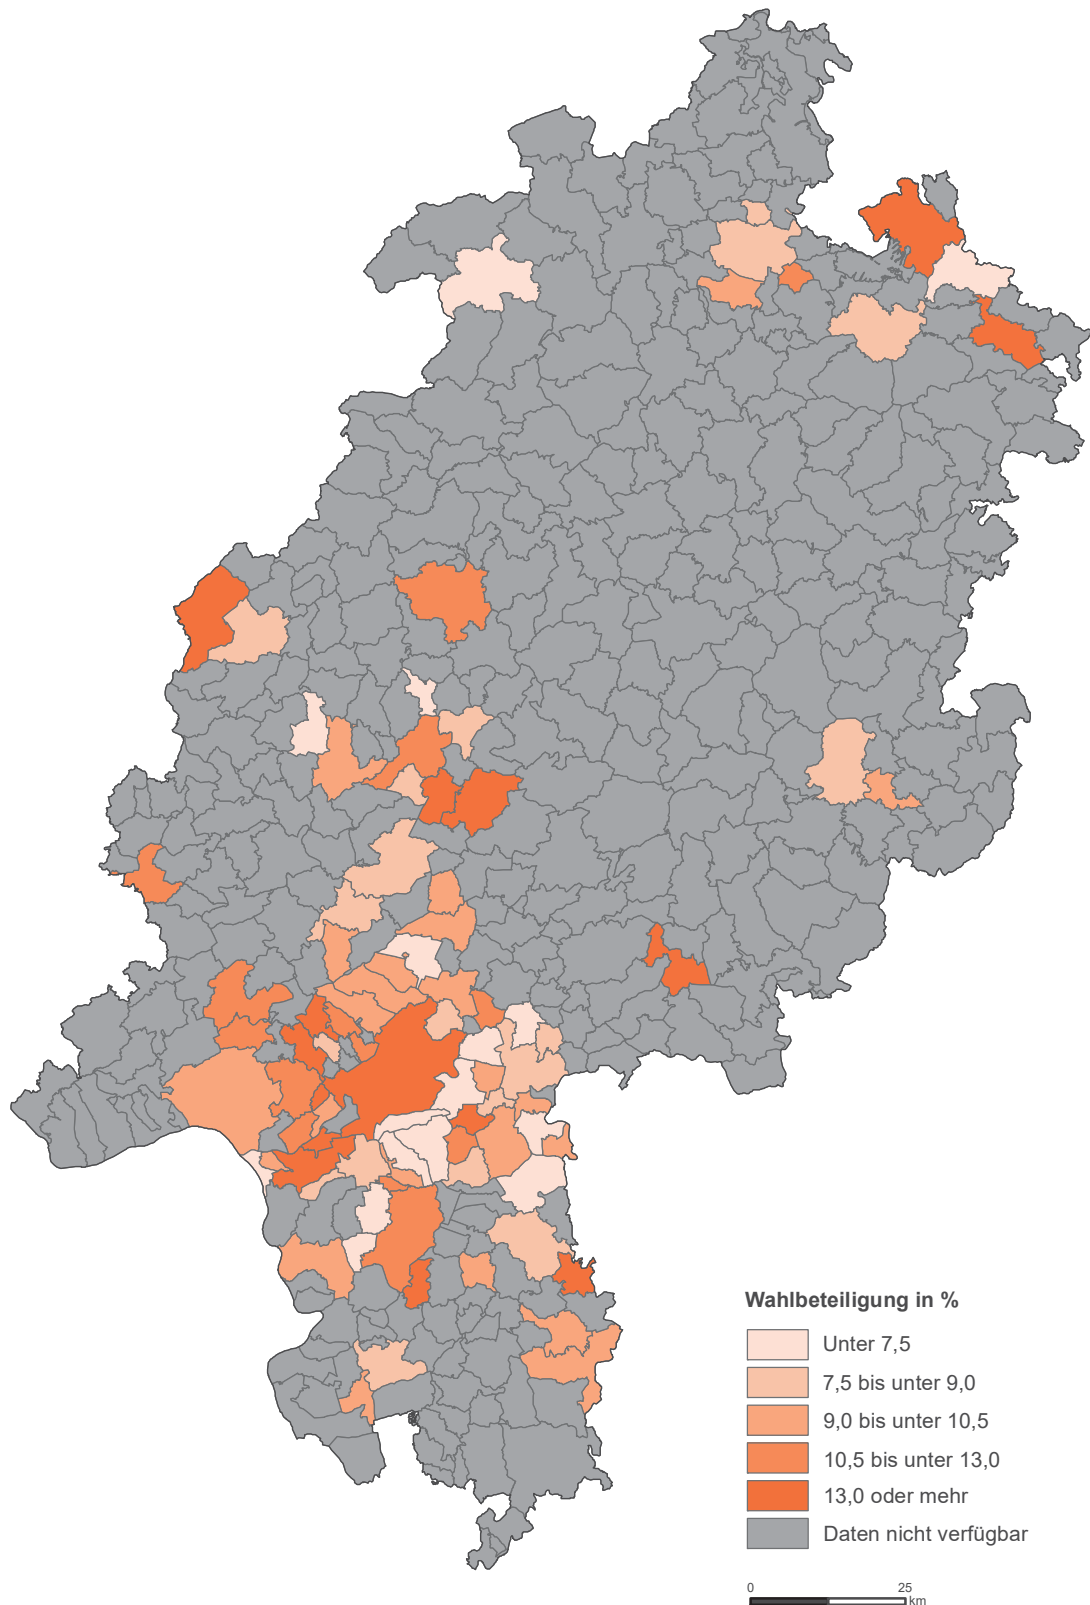 Wahlbeteiligung in %
Unter 7,5
7,5 bis unter 9,0
9,0 bis unter 10,5
10,5 bis unter 13,0
13,0 oder mehr
Daten nicht verfügbar
0 25
km